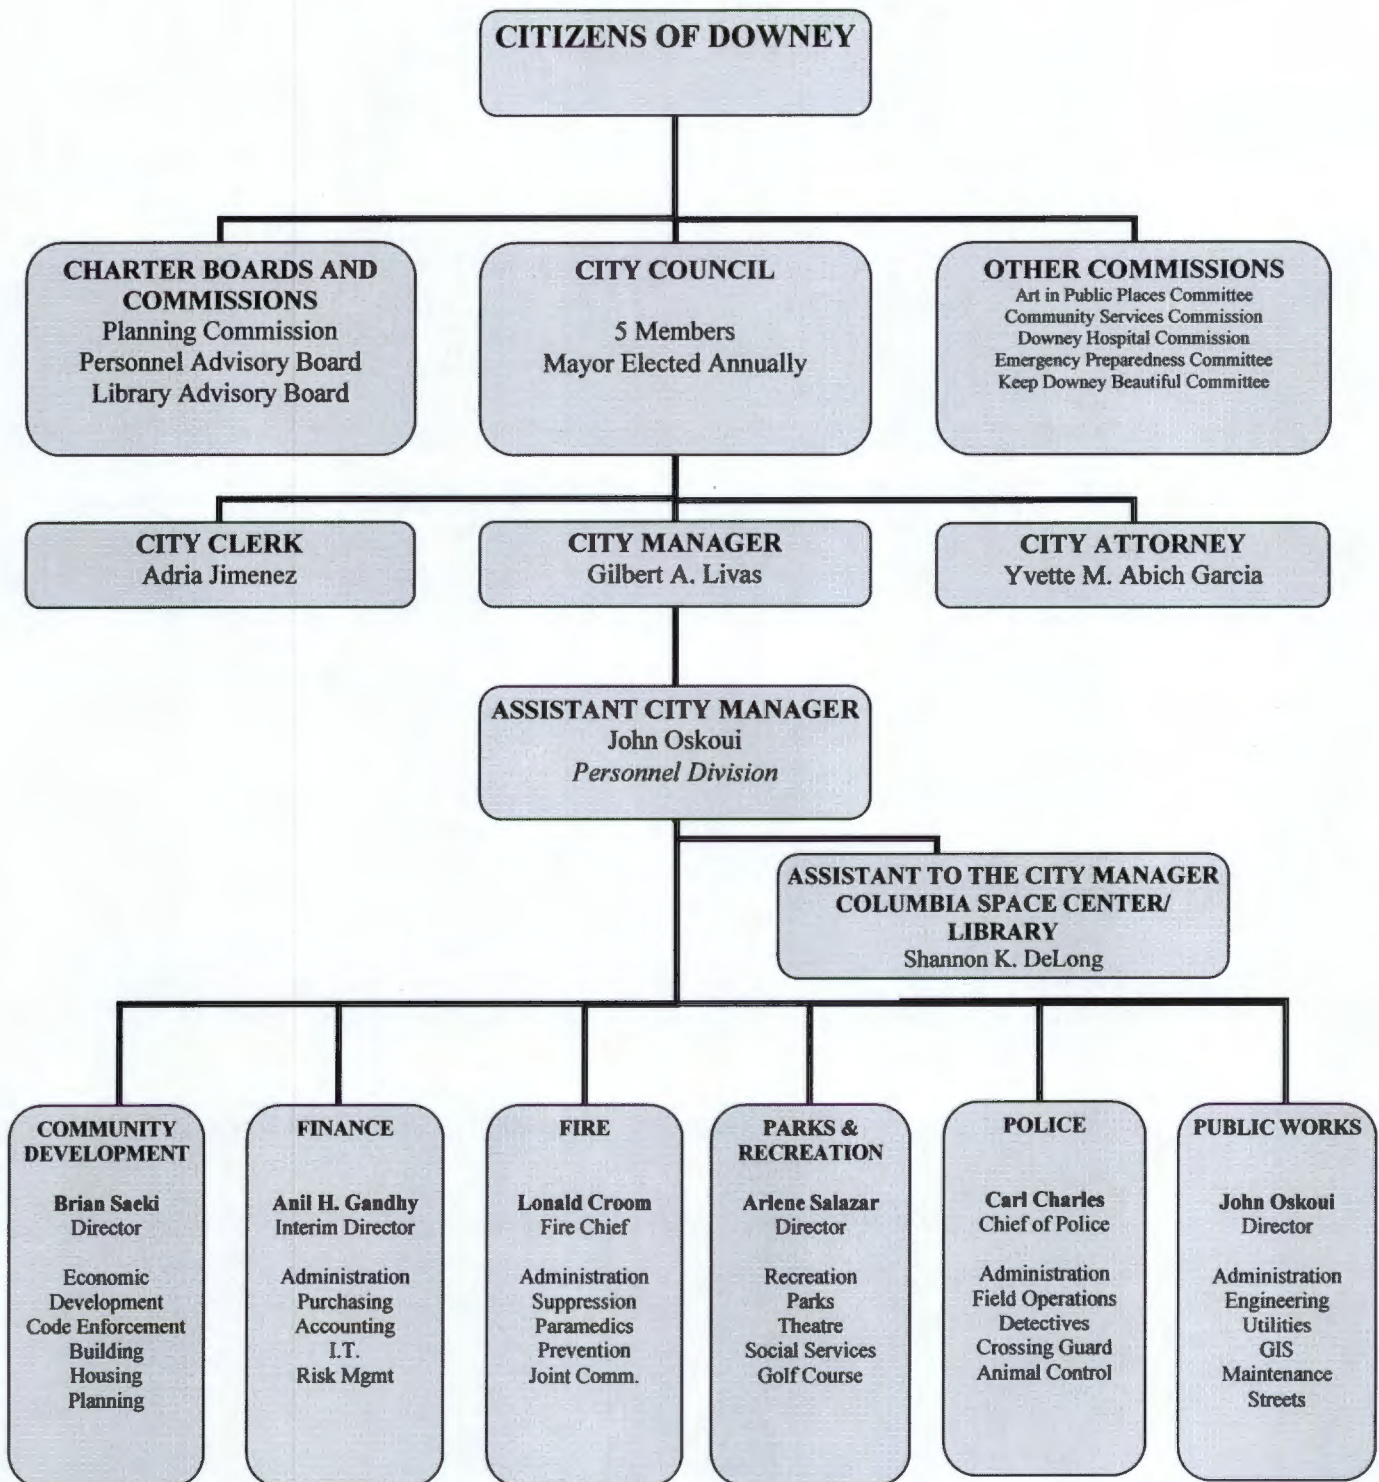 CITIZENS OF DOWNEY
CHARTER BOARDS AND
COMMISSIONS
Planning Commission
Personnel Advisory Board
Library Advisory Board
CITY COUNCIL
5 Members
Mayor Elected Annually
OTHER COMMISSIONS
Art in Public Places Committee
Community Services Commission
Downey Hospital Commission
Emergency Preparedness Committee
Keep Downey Beautiful Committee
CITY CLERK
Adria Jimenez
CITY MANAGER
Gilbert A. Livas
CITY ATTORNEY
Yvette M. Abich Garcia
ASSISTANT CITY MANAGER
John Oskoui
Personnel Division
ASSISTANT TO THE CITY MANAGER
COLUMBIA SPACE CENTER/
LIBRARY
Shannon K. DeLong
COMMUNITY
DEVELOPMENT
Brian Saeki
Director
Economic
Development
Code Enforcement
Building
Housing
Planning
FINANCE
Anil H. Gandhy
Interim Director
Administration
Purchasing
Accounting
I.T.
Risk Mgmt
FIRE
Lonald Croom
Fire Chief
Administration
Suppression
Paramedics
Prevention
Joint Comm.
PARKS &
RECREATION
Arlene Salazar
Director
Recreation
Parks
Theatre
Social Services
Golf Course
POLICE
Carl Charles
Chief of Police
Administration
Field Operations
Detectives
Crossing Guard
Animal Control
PUBLIC WORKS
John Oskoui
Director
Administration
Engineering
Utilities
GIS
Maintenance
Streets